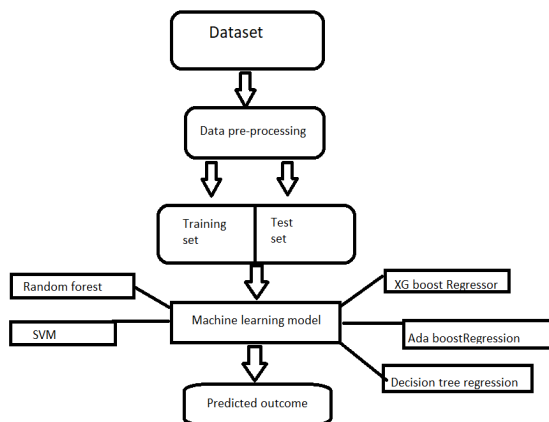 Dataset
Data pre-processing
Training
set
Test
set
Random forest
XG boost Regressor
SVM
Machine learning model
Ada boostRegression
Decision tree regression
Predicted outcome